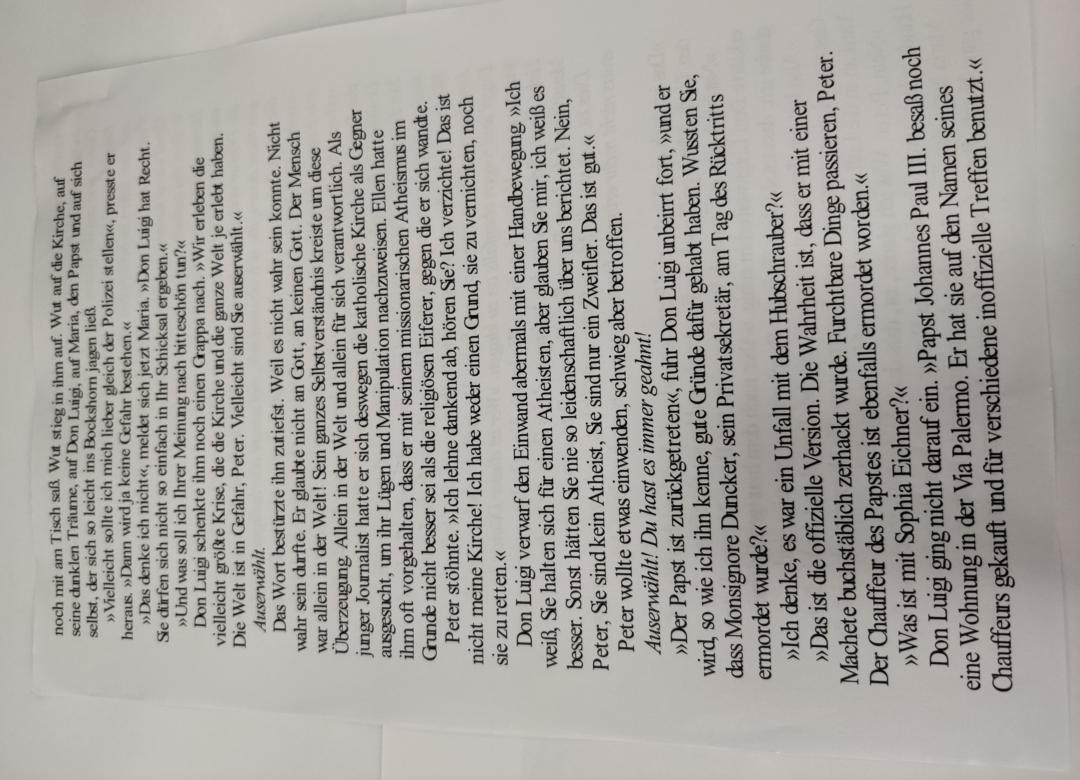 noch mit am Tisch saß. Wut stieg in ihm auf. Wut auf die Kirche, auf
seine dunklen Träume, auf Don Luigi, auf Maria, den Papst und auf sich
selbst, der sich so leicht ins Bockshorn jagen ließ.
»Vielleicht sollte ich mich lieber gleich der Polizei stellen«, presste er
heraus. »Dann wird ja keine Gefahr bestehen.«
»Das denke ich nicht«, meldet sich jetzt Maria. »Don Luigi hat Recht.
Sie dürfen sich nicht so einfach in Ihr Schicksal ergeben.«
»Und was soll ich Ihrer Meinung nach bitteschön tun?«
Don Luigi schenkte ihm noch einen Grappa nach. »Wir erleben die
vielleicht größte Krise, die die Kirche und die ganze Welt je erlebt haben.
Die Welt ist in Gefahr, Peter. Vielleicht sind Sie auserwählt.«
Auserwählt.
Das Wort bestürzte ihn zutiefst. Weil es nicht wahr sein konnte. Nicht
wahr sein durfte. Er glaubte nicht an Gott, an keinen Gott. Der Mensch
war allein in der Welt! Sein ganzes Selbstverständnis kreiste um diese
Überzeugung. Allein in der Welt und allein für sich verantwortlich. Als
junger Journalist hatte er sich deswegen die katholische Kirche als Gegner
ausgesucht, um ihr Lügen und Manipulation nachzuweisen. Ellen hatte
ihm oft vorgehalten, dass er mit seinem missionarischen Atheismus im
Grunde nicht besser sei als die religiösen Eiferer, gegen die er sich wandte.
Peter stöhnte. »Ich lehne dankend ab, hören Sie? Ich verzichte! Das ist
nicht meine Kirche! Ich habe weder einen Grund, sie zu vernichten, noch
sie zu retten.«
Don Luigi verwarf den Einwand abermals mit einer Handbewegung. »Ich
weiß, Sie halten sich für einen Atheisten, aber glauben Sie mir, ich weiß es
besser. Sonst hätten Sie nie so leidenschaftlich über uns berichtet. Nein,
Peter, Sie sind kein Atheist, Sie sind nur ein Zweifler. Das ist gut.«
Peter wollte etwas einwenden, schwieg aber betroffen.
Auserwählt! Du hast es immer geahnt!
»Der Papst ist zurückgetreten«, fuhr Don Luigi unbeirrt fort, »und er
wird, so wie ich ihn kenne, gute Gründe dafür gehabt haben. Wussten Sie,
dass Monsignore Duncker, sein Privatsekretär, am Tag des Rücktritts
ermordet wurde?«
»Ich denke, es war ein Unfall mit dem Hubschrauber?«
»Das ist die offizielle Version. Die Wahrheit ist, dass er mit einer
Machete buchstäblich zerhackt wurde. Furchtbare Dinge passieren, Peter.
Der Chauffeur des Papstes ist ebenfalls ermordet worden.«
»Was ist mit Sophia Eichner?«
Don Luigi ging nicht darauf ein. »Papst Johannes Paul III. besaß noch
eine Wohnung in der Via Palermo. Er hat sie auf den Namen seines
Chauffeurs gekauft und für verschiedene inoffizielle Treffen benutzt.«